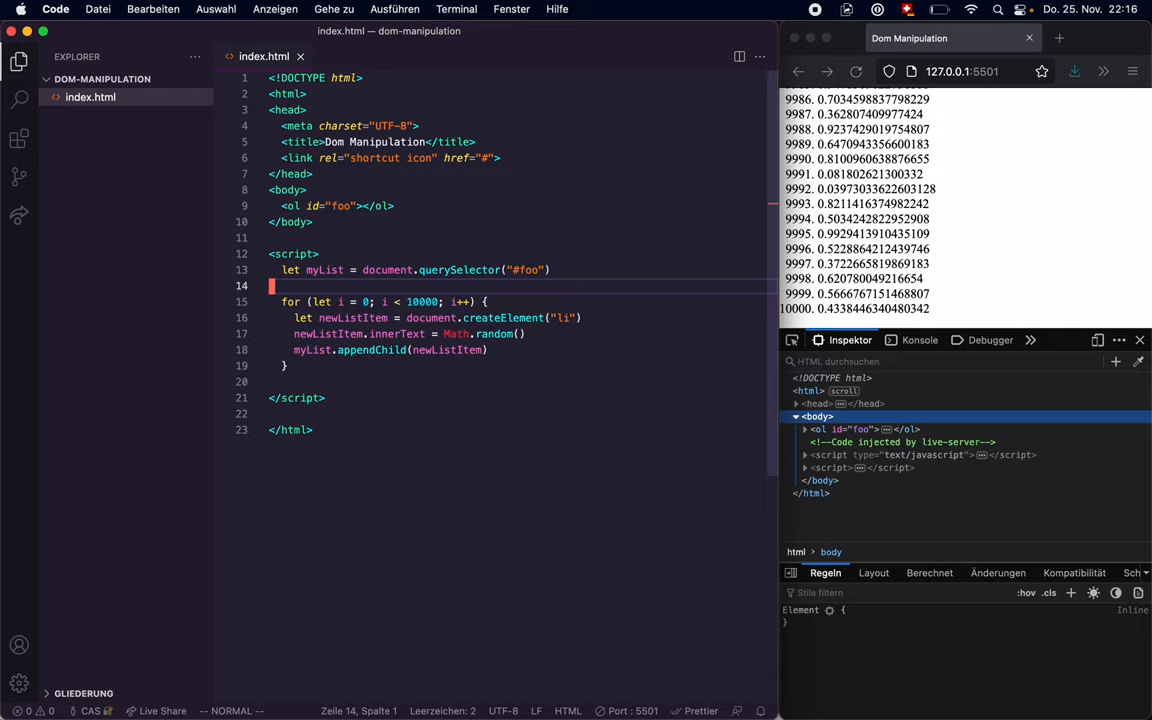 Code Datei Bearbeiten Auswahl Anzeigen Gehe zu Ausführen Terminal Fenster Hilfe Do. 25. Nov. 22:16
index.html — dom-manipulation
EXPLORER
DOM-MANIPULATION
index.html
GLIEDERUNG
index.html
1 <!DOCTYPE html>
2 <html>
3 <head>
4 <meta charset="UTF-8">
5 <title>Dom Manipulation</title>
6 <link rel="shortcut icon" href="#">
7 </head>
8 <body>
9 <ol id="foo"></ol>
10 </body>
11
12 <script>
13 let myList = document.querySelector("#foo")
14
15 for (let i = 0; i < 10000; i++) {
16 let newListItem = document.createElement("li")
17 newListItem.innerText = Math.random()
18 myList.appendChild(newListItem)
19 }
20
21 </script>
22
23 </html>
0 0 CAS Live Share -- NORMAL -- Zeile 14, Spalte 1 Leerzeichen: 2 UTF-8 LF HTML Port : 5501 Prettier
Dom Manipulation
127.0.0.1:5501
9986. 0.7034598837798229
9987. 0.362807409977424
9988. 0.9237429019754807
9989. 0.6470943356600183
9990. 0.8100960638876655
9991. 0.081802621300332
9992. 0.03973033622603128
9993. 0.8211416374982242
9994. 0.5034242822952908
9995. 0.9929413910435109
9996. 0.5228864212439746
9997. 0.3722665819869183
9998. 0.620780049216654
9999. 0.5666767151468807
10000. 0.4338446340480342
Inspektor Konsole Debugger
HTML durchsuchen
<!DOCTYPE html>
<html> scroll
<head> </head>
<body>
<ol id="foo"> </ol>
<!--Code injected by live-server-->
<script type="text/javascript"> </script>
<script> </script>
</body>
</html>
html > body
Regeln Layout Berechnet Änderungen Kompatibilität Sch
Stile filtern :hov .cls
Element { Inline
}